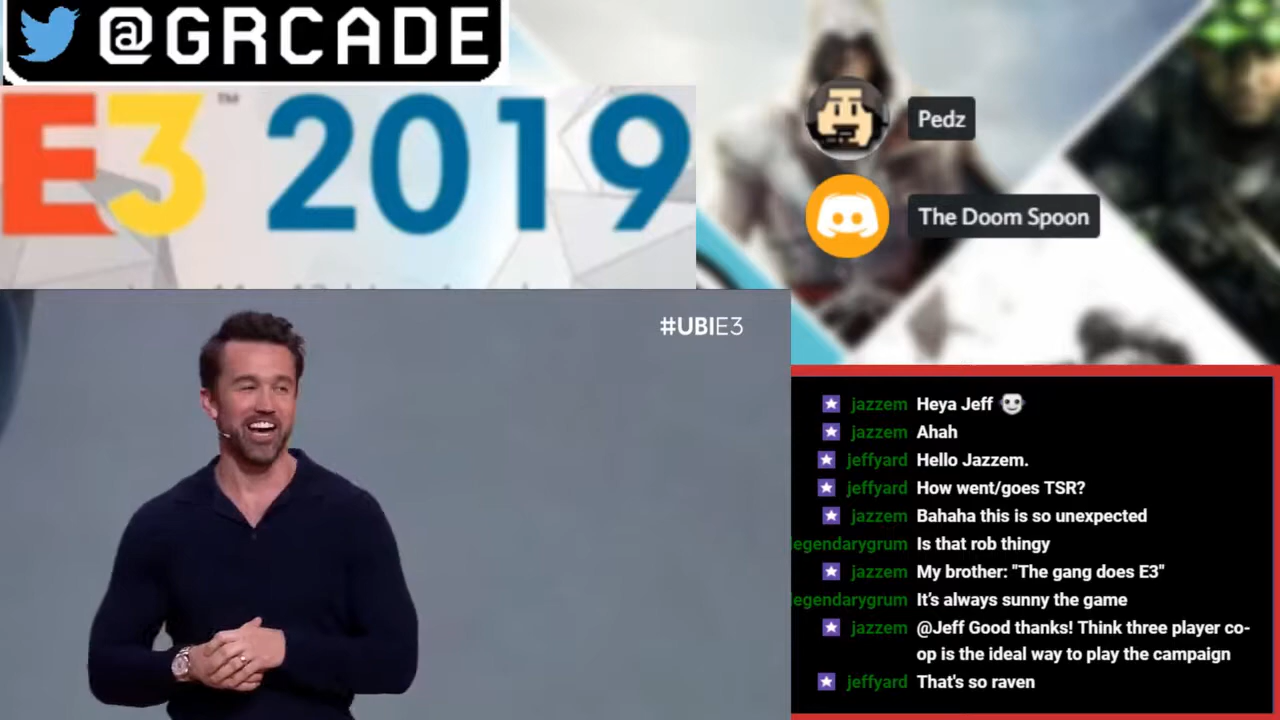 @GRCADE
E3™ 2019
Pedz
The Doom Spoon
#UBIE3
jazzem Heya Jeff
jazzem Ahah
jeffyard Hello Jazzem.
jeffyard How went/goes TSR?
jazzem Bahaha this is so unexpected
egendarygrum Is that rob thingy
jazzem My brother: "The gang does E3"
egendarygrum It's always sunny the game
jazzem @Jeff Good thanks! Think three player co-
op is the ideal way to play the campaign
jeffyard That's so raven